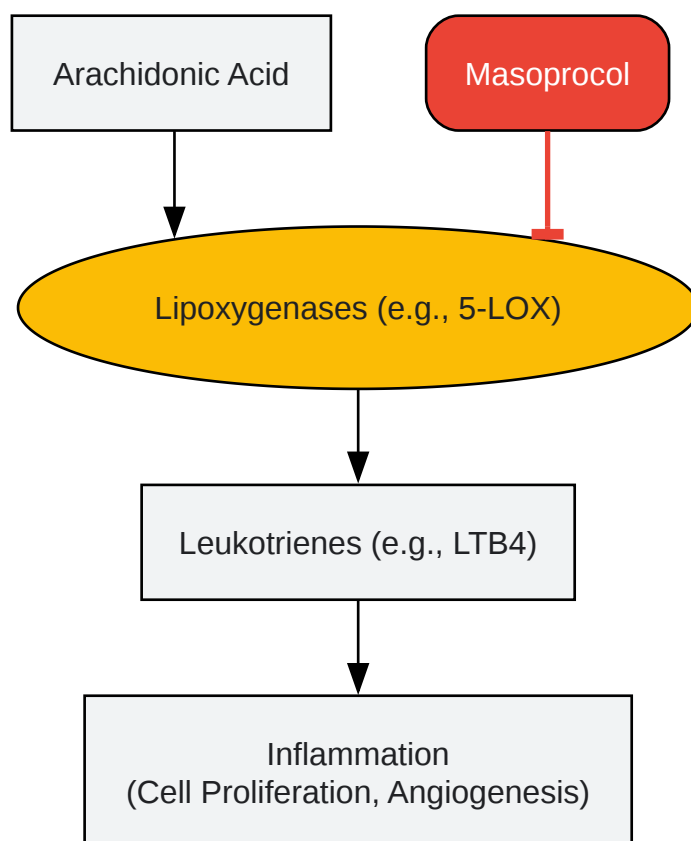 Arachidonic Acid
Masoprocol
Lipoxygenases (e.g., 5-LOX)
Leukotrienes (e.g., LTB4)
Inflammation
(Cell Proliferation, Angiogenesis)